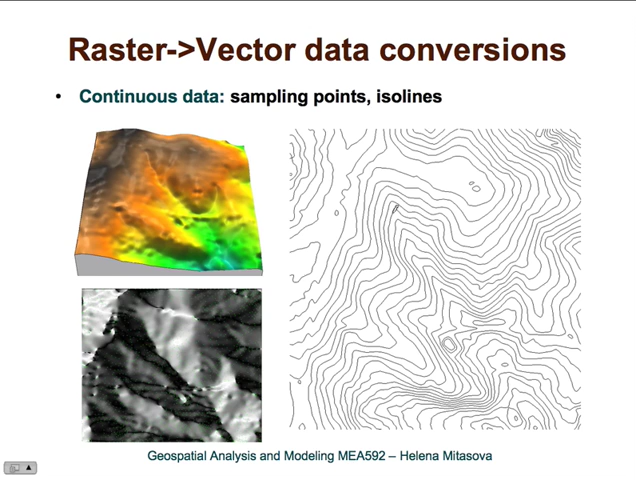 Raster->Vector data conversions
• Continuous data: sampling points, isolines
Geospatial Analysis and Modeling MEA592 – Helena Mitasova